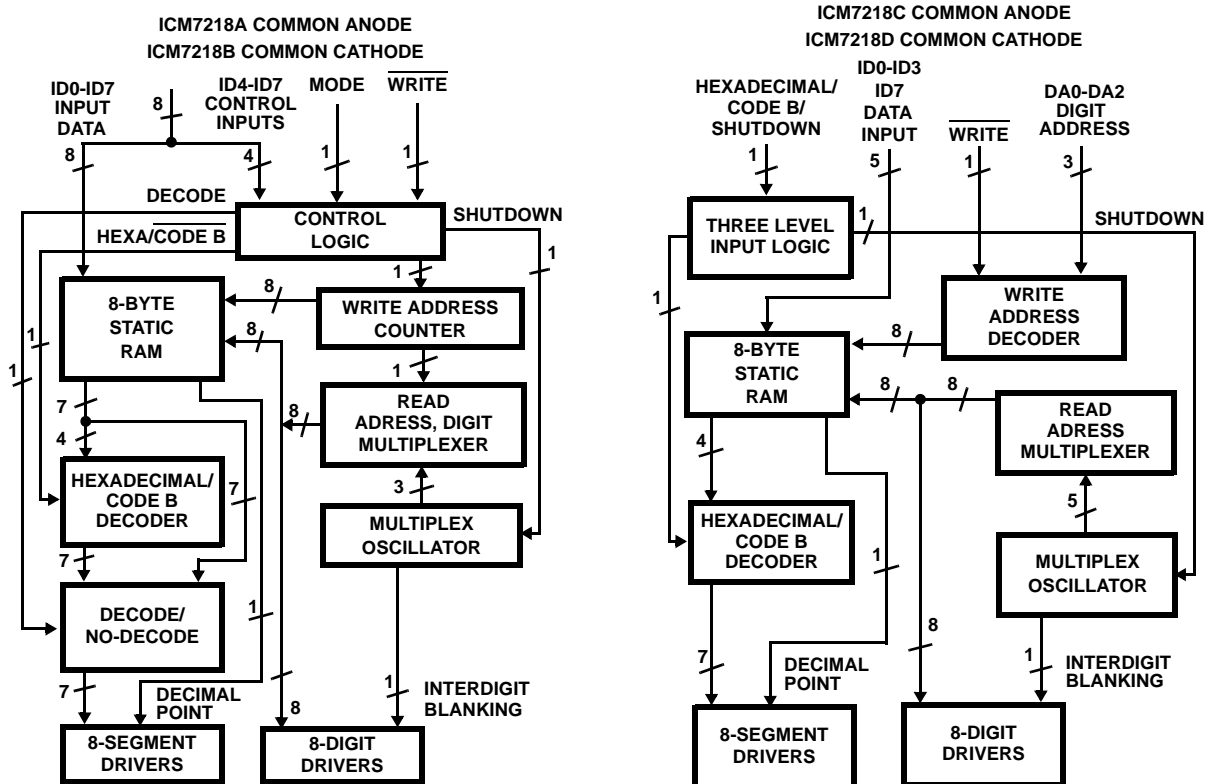 ICM7218A COMMON ANODE
ICM7218B COMMON CATHODE
ID0-ID7
INPUT
DATA
8
ID4-ID7
CONTROL
INPUTS
MODE
WRITE
8
4
1
1
DECODE
HEXA/CODE B
CONTROL
LOGIC
SHUTDOWN
1
1
8-BYTE
STATIC
RAM
8
WRITE ADDRESS
COUNTER
8
1
1
1
7
4
8
READ
ADRESS, DIGIT
MULTIPLEXER
HEXADECIMAL/
CODE B
DECODER
7
3
MULTIPLEX
OSCILLATOR
7
DECODE/
NO-DECODE
1
7
DECIMAL
POINT
8
1
INTERDIGIT
BLANKING
8-SEGMENT
DRIVERS
8-DIGIT
DRIVERS
ICM7218C COMMON ANODE
ICM7218D COMMON CATHODE
HEXADECIMAL/
CODE B/
SHUTDOWN
ID0-ID3
ID7
DATA
INPUT
WRITE
DA0-DA2
DIGIT
ADDRESS
1
5
1
3
THREE LEVEL
INPUT LOGIC
1
SHUTDOWN
1
WRITE
ADDRESS
DECODER
8
8-BYTE
STATIC
RAM
8
8
READ
ADRESS
MULTIPLEXER
4
HEXADECIMAL/
CODE B
DECODER
5
1
MULTIPLEX
OSCILLATOR
8
7
DECIMAL
POINT
1
INTERDIGIT
BLANKING
8-SEGMENT
DRIVERS
8-DIGIT
DRIVERS